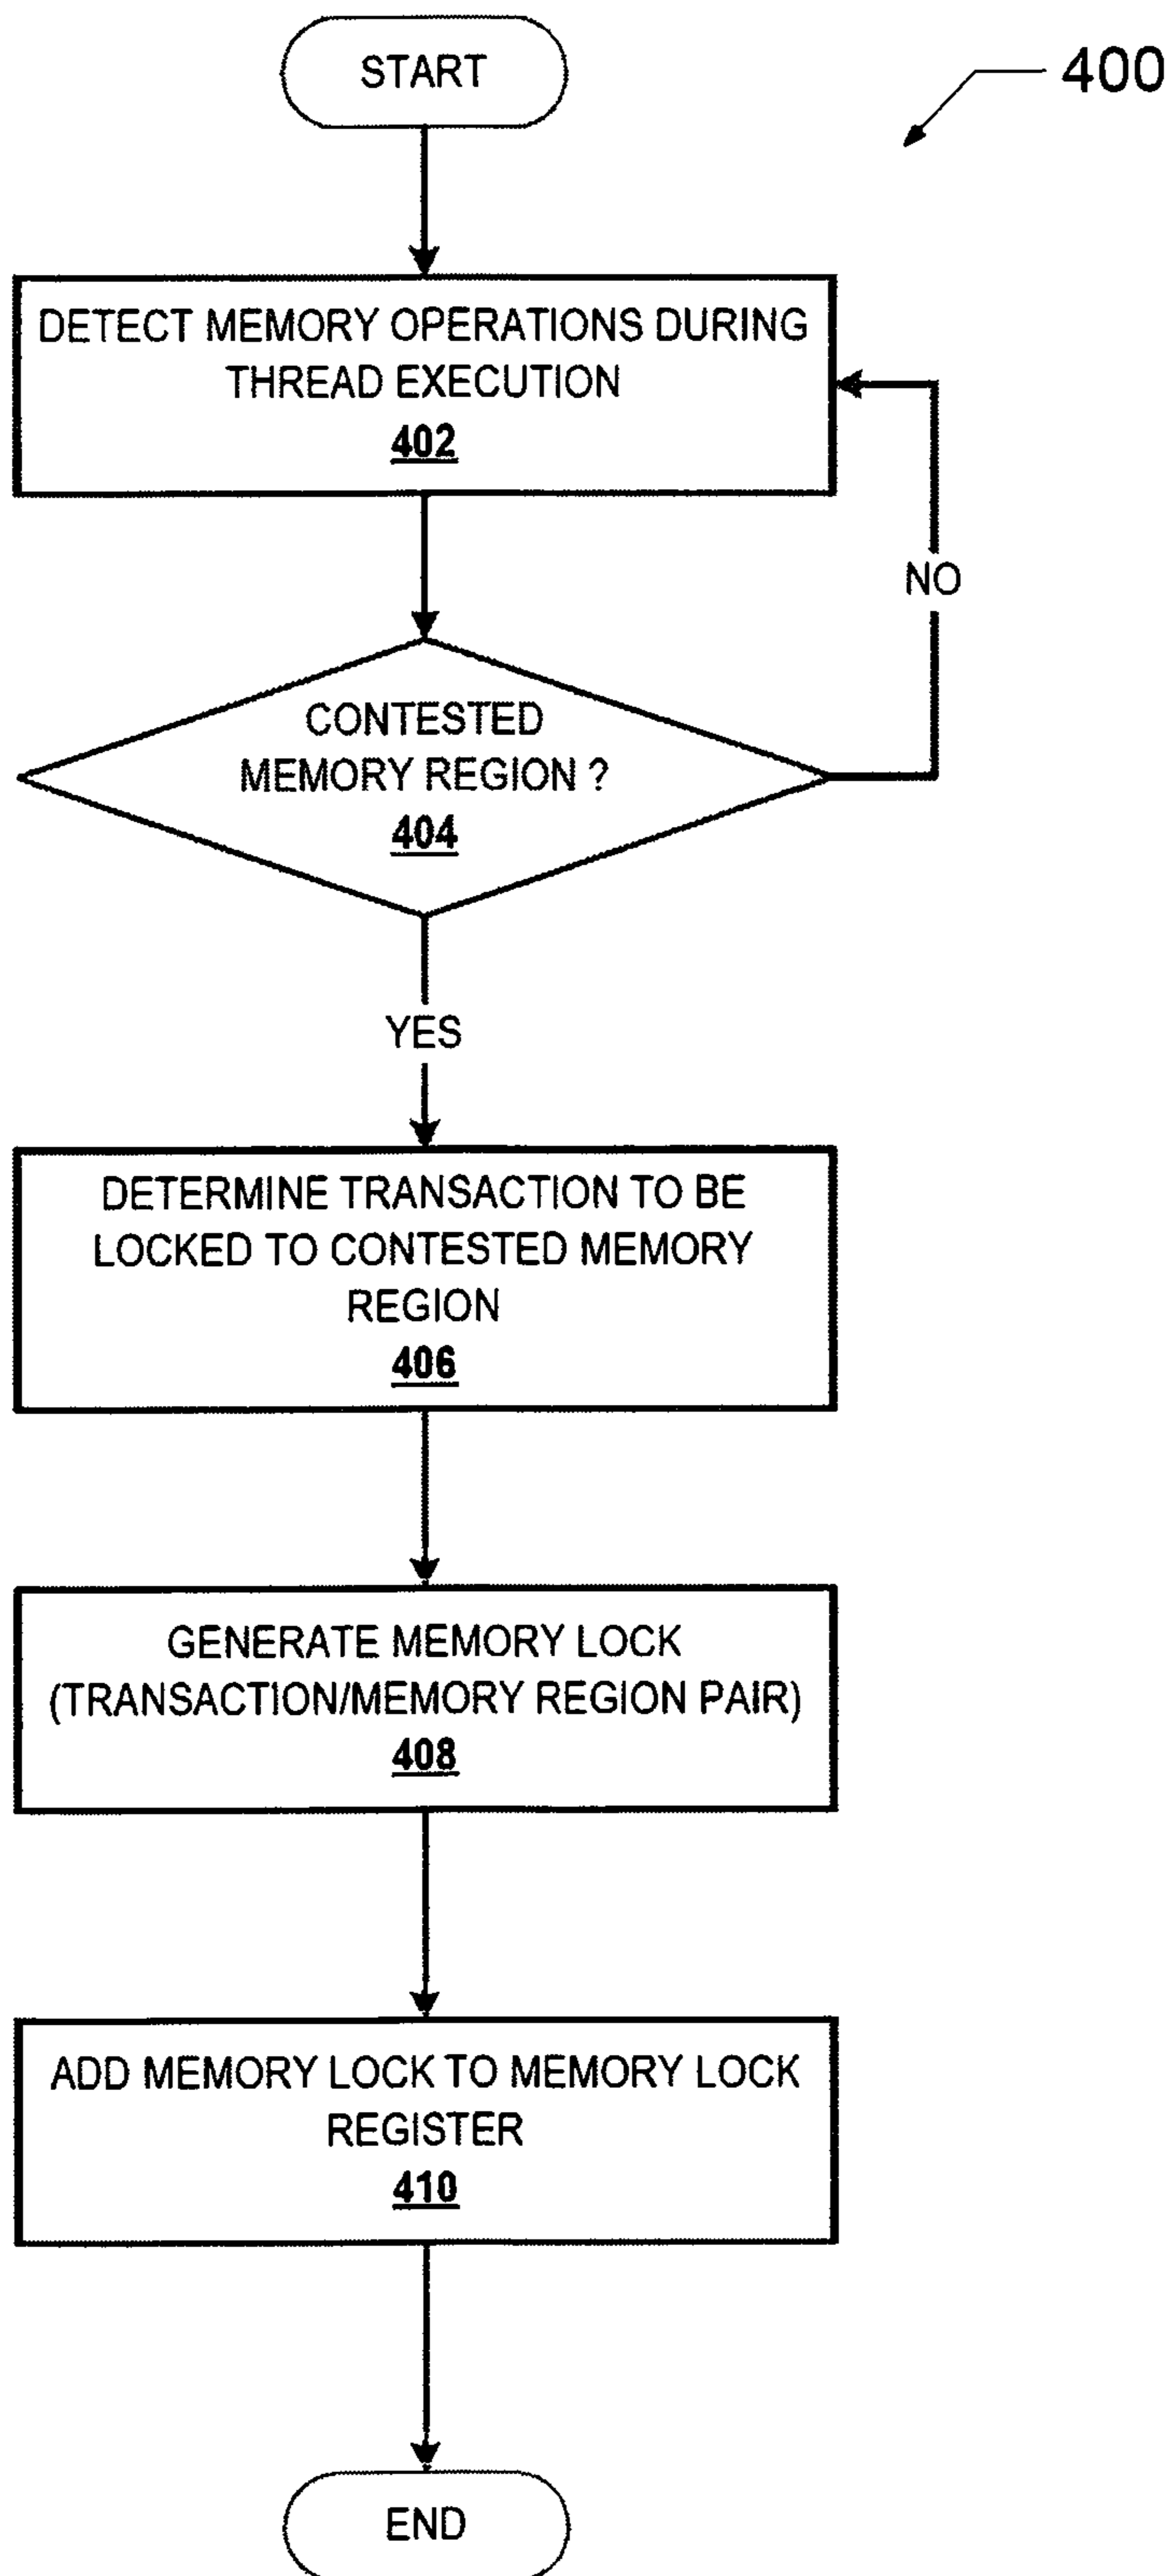 START
400
DETECT MEMORY OPERATIONS DURING
THREAD EXECUTION
402
NO
CONTESTED
MEMORY REGION ?
404
YES
DETERMINE TRANSACTION TO BE
LOCKED TO CONTESTED MEMORY
REGION
406
GENERATE MEMORY LOCK
(TRANSACTION/MEMORY REGION PAIR)
408
ADD MEMORY LOCK TO MEMORY LOCK
REGISTER
410
END